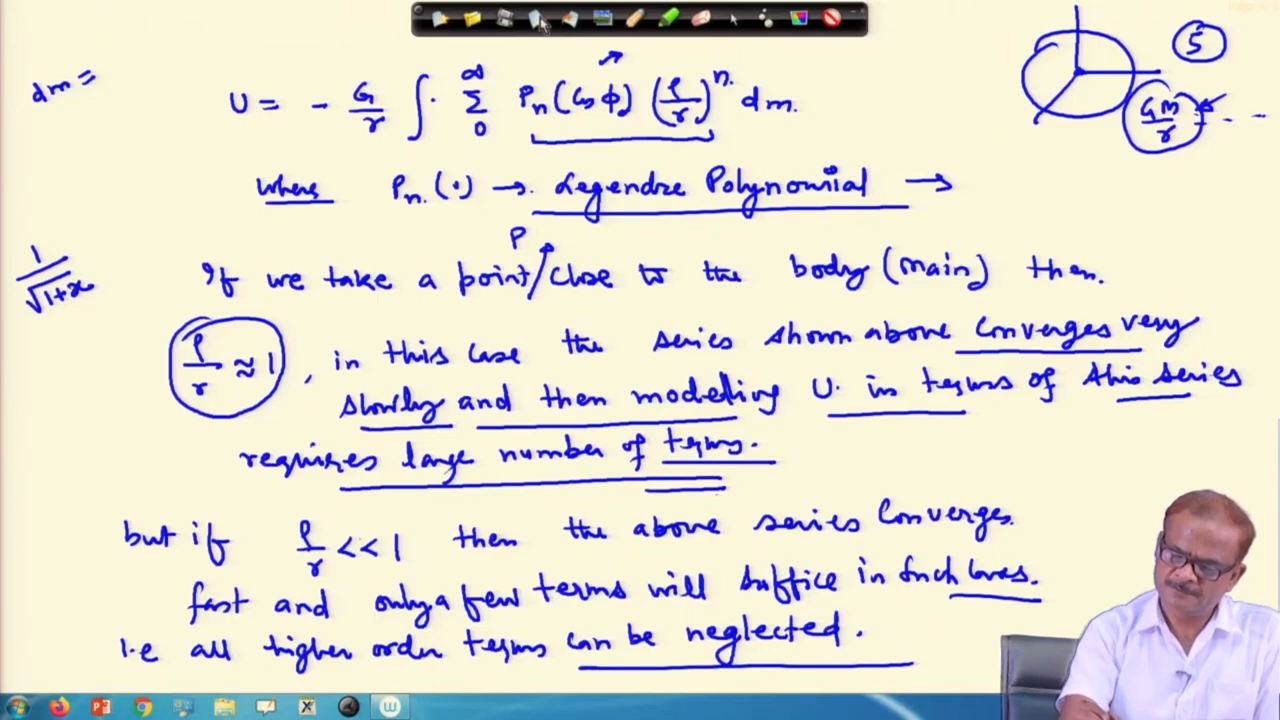 dm =
U = - G/r ∫ ∑_0^∞ Pn (Cos ϕ) (ρ/r)^n. dm.
5
GM/r - - -
where Pn. (·) → Legendre Polynomial →
1/√1+x
P
If we take a point / close to the body (main) then.
ρ/r ≈ 1, in this case the series shown above converges very
slowly and then modelling U. in terms of this series
requires large number of terms.
but if ρ/r << 1 then the above series converges.
fast and only a few terms will suffice in such cases.
i.e all higher order terms can be neglected.